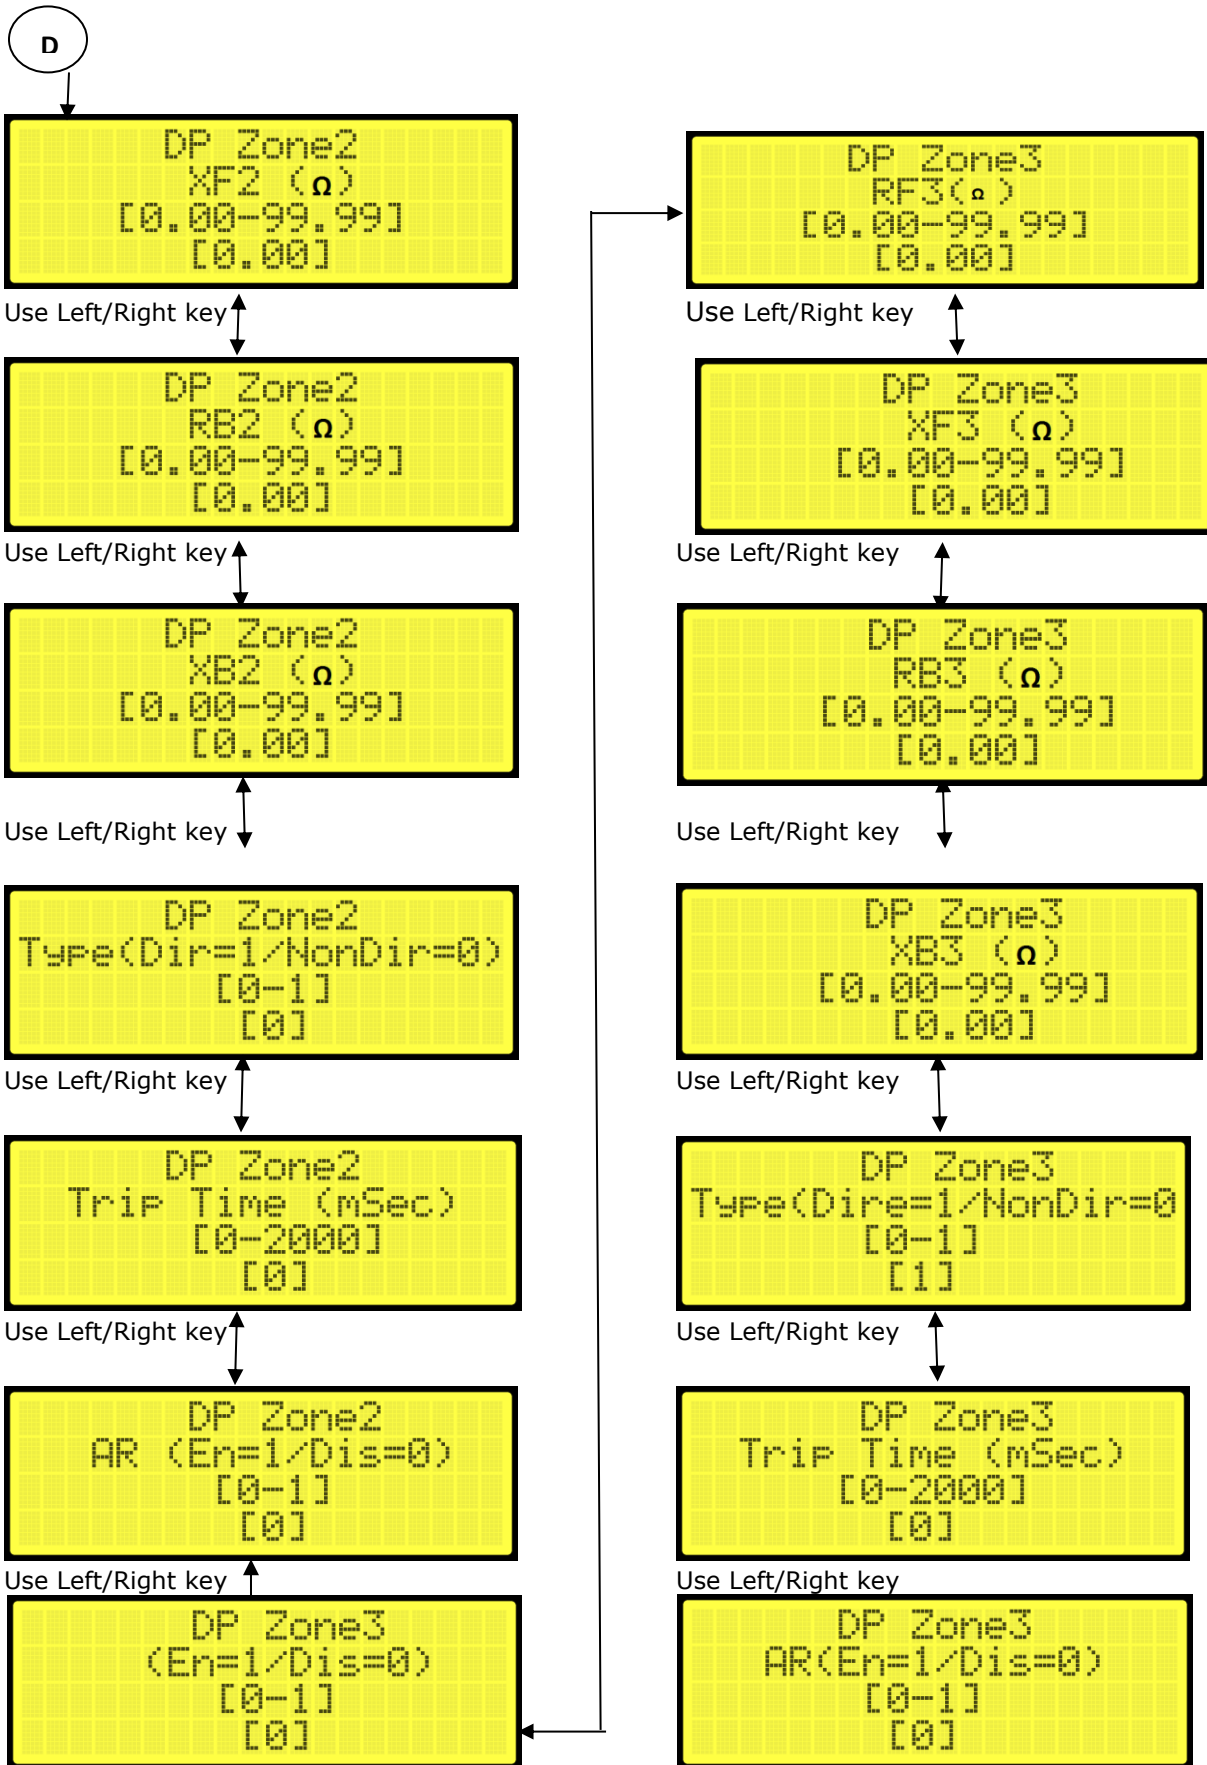 D
DP Zone2
XF2 (Ω)
[0.00-99.99]
[0.00]
Use Left/Right key
DP Zone2
RB2 (Ω)
[0.00-99.99]
[0.00]
Use Left/Right key
DP Zone2
XB2 (Ω)
[0.00-99.99]
[0.00]
Use Left/Right key
DP Zone2
Type(Dir=1/NonDir=0)
[0-1]
[0]
Use Left/Right key
DP Zone2
Trip Time (mSec)
[0-2000]
[0]
Use Left/Right key
DP Zone2
AR (En=1/Dis=0)
[0-1]
[0]
Use Left/Right key
DP Zone3
(En=1/Dis=0)
[0-1]
[0]
DP Zone3
RF3(Ω )
[0.00-99.99]
[0.00]
Use Left/Right key
DP Zone3
XF3 (Ω)
[0.00-99.99]
[0.00]
Use Left/Right key
DP Zone3
RB3 (Ω)
[0.00-99.99]
[0.00]
Use Left/Right key
DP Zone3
XB3 (Ω)
[0.00-99.99]
[0.00]
Use Left/Right key
DP Zone3
Type(Dire=1/NonDir=0
[0-1]
[1]
Use Left/Right key
DP Zone3
Trip Time (mSec)
[0-2000]
[0]
Use Left/Right key
DP Zone3
AR(En=1/Dis=0)
[0-1]
[0]